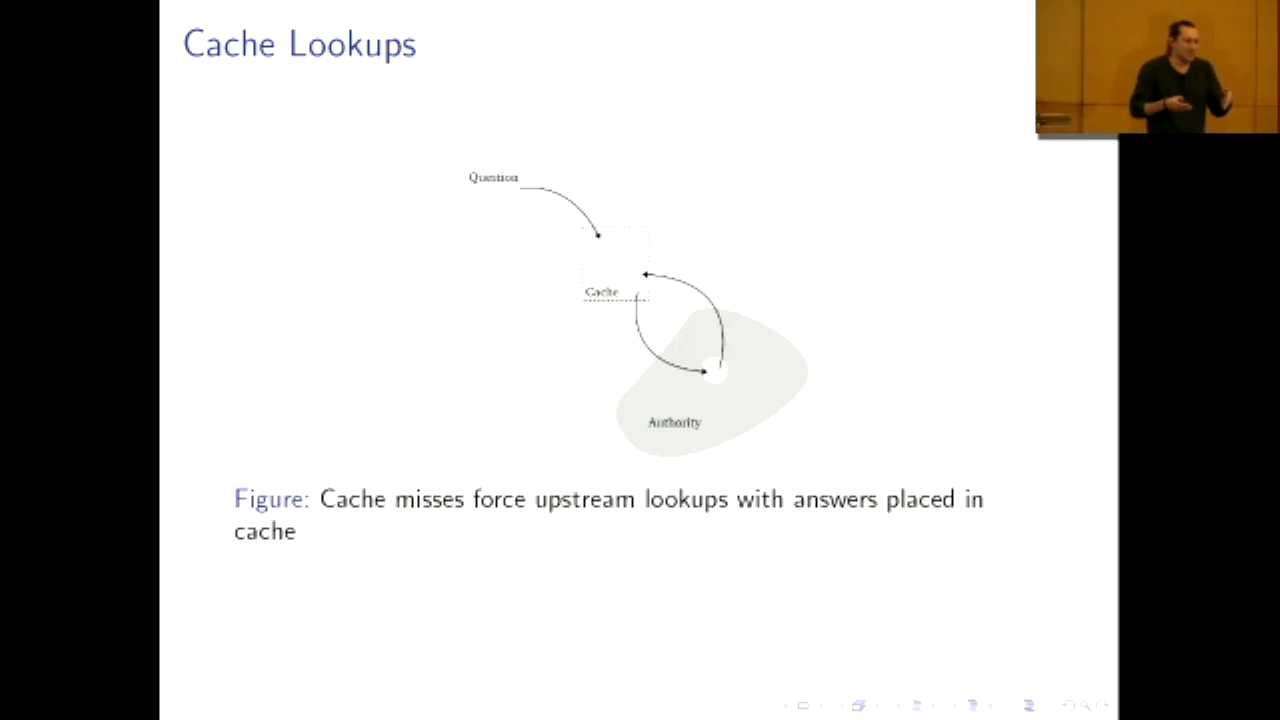 Cache Lookups
Question
Cache
Authority
Figure: Cache misses force upstream lookups with answers placed in
cache